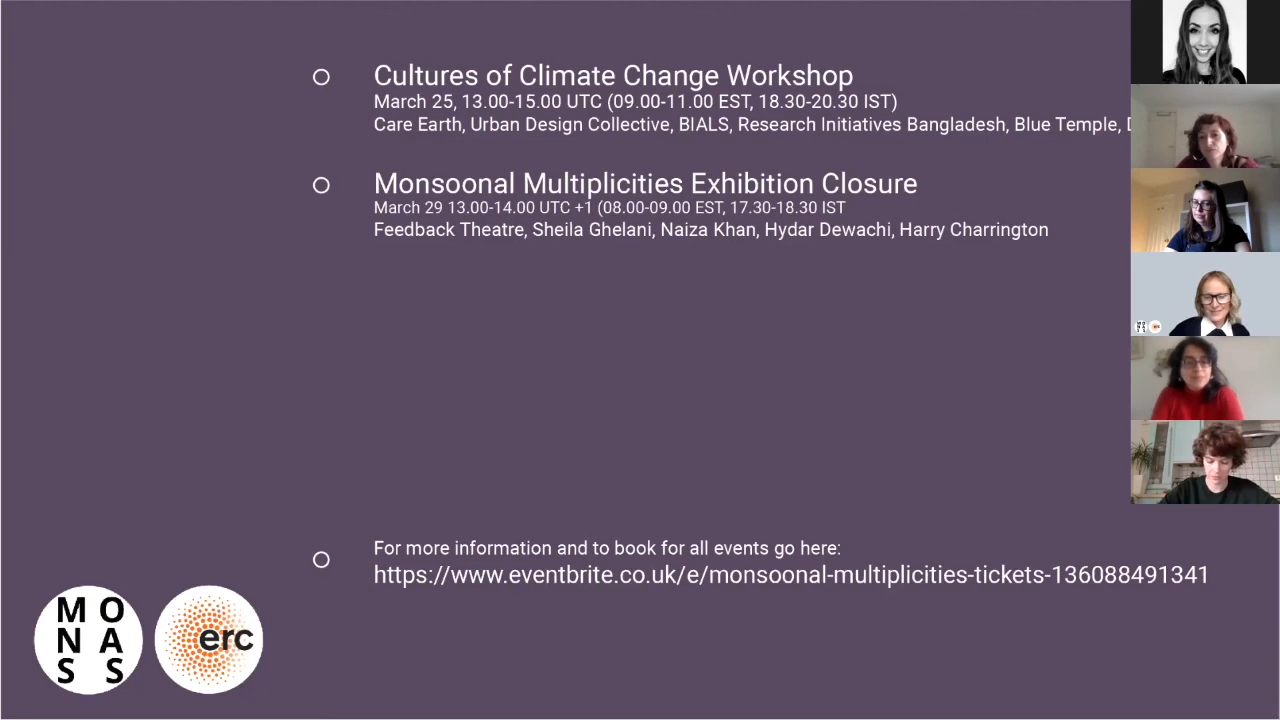 Cultures of Climate Change Workshop
March 25, 13.00-15.00 UTC (09.00-11.00 EST, 18.30-20.30 IST)
Care Earth, Urban Design Collective, BIALS, Research Initiatives Bangladesh, Blue Temple,
Monsoonal Multiplicities Exhibition Closure
March 29 13.00-14.00 UTC +1 (08.00-09.00 EST, 17.30-18.30 IST
Feedback Theatre, Sheila Ghelani, Naiza Khan, Hydar Dewachi, Harry Charrington
For more information and to book for all events go here:
https://www.eventbrite.co.uk/e/monsoonal-multiplicities-tickets-136088491341
MO
NA
SS
erc